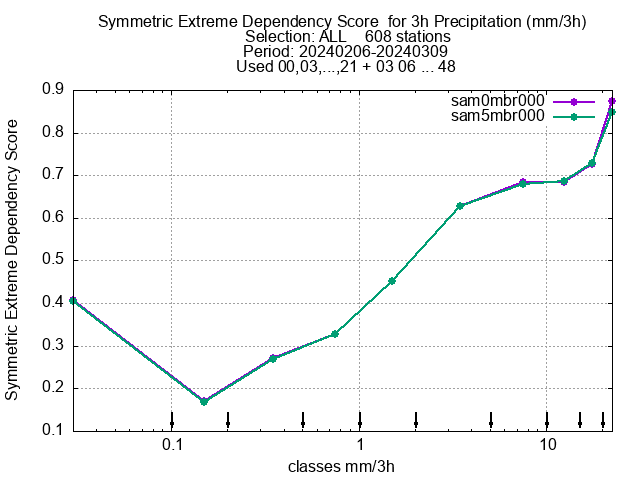 Symmetric Extreme Dependency Score  for 3h Precipitation (mm/3h)
Selection: ALL    608 stations
Period: 20240206-20240309
Used 00,03,...,21 + 03 06 ... 48
sam0mbr000
sam5mbr000
0.9
0.8
0.7
0.6
0.5
0.4
0.3
0.2
0.1
Symmetric Extreme Dependency Score
0.1 1 10
classes mm/3h